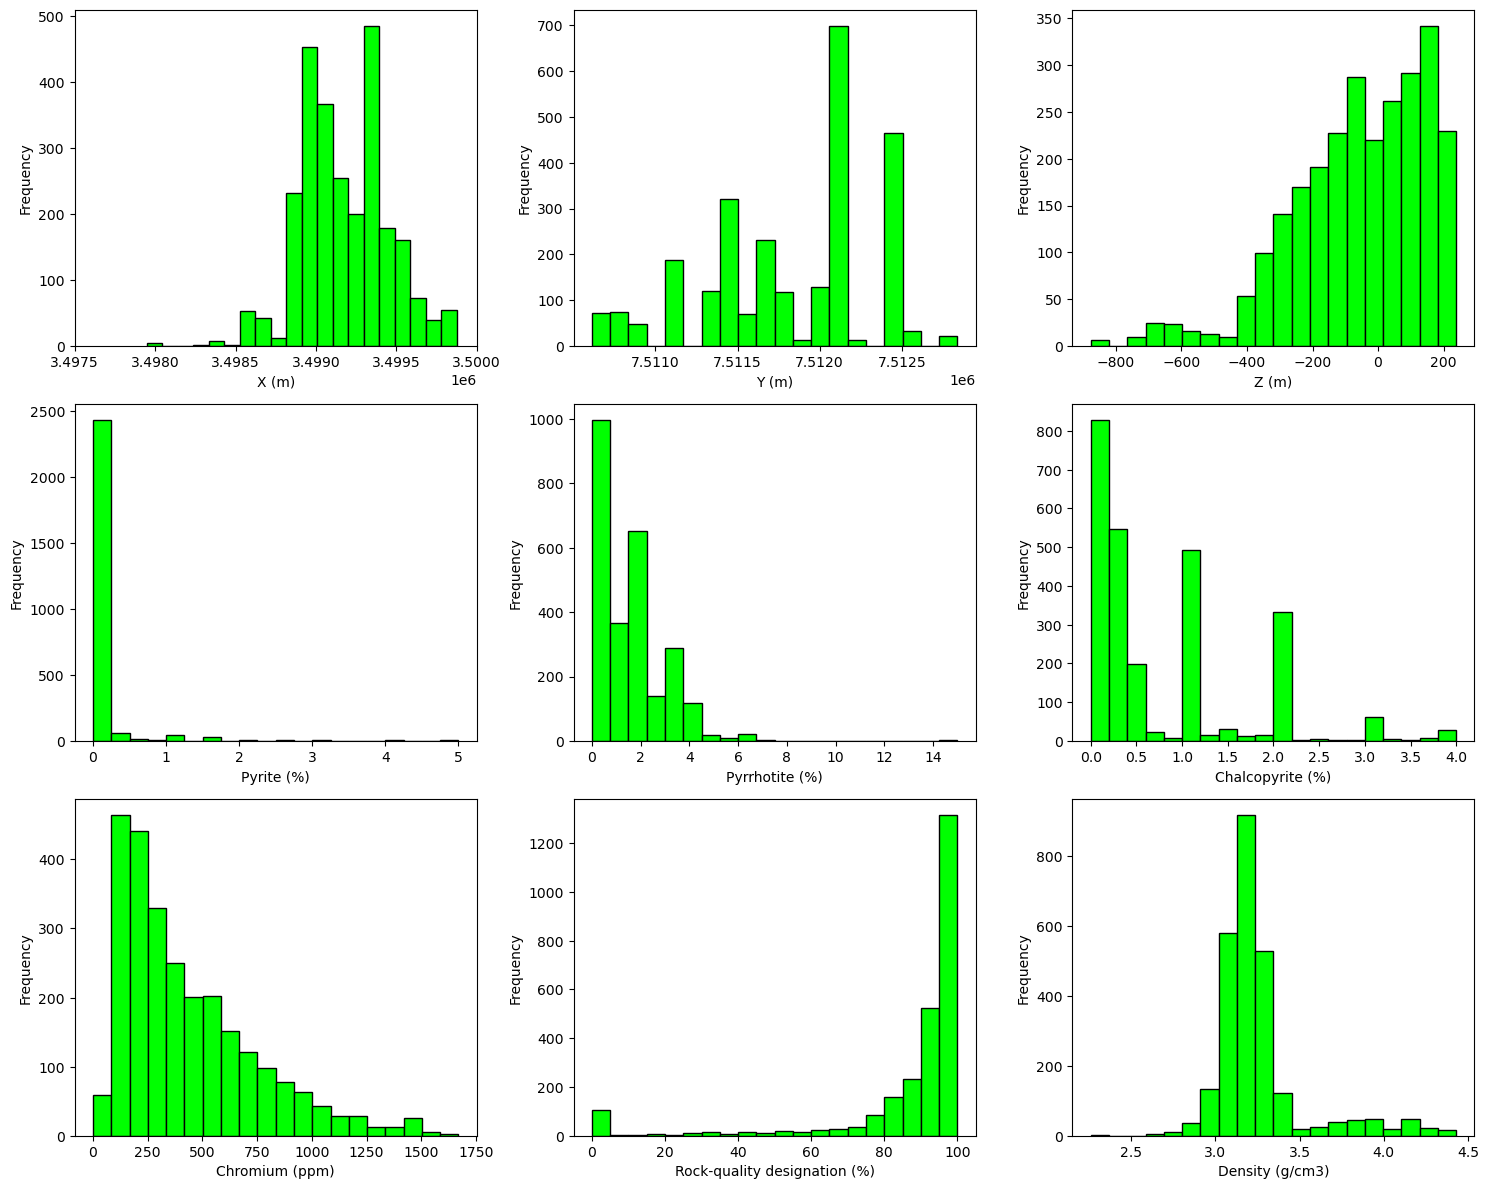 500
400
300
200
100
0
Frequency
3.4975 3.4980 3.4985 3.4990 3.4995 3.5000
1e6
X (m)
700
600
500
400
300
200
100
0
Frequency
7.5110 7.5115 7.5120 7.5125
1e6
Y (m)
350
300
250
200
150
100
50
0
Frequency
−800 −600 −400 −200 0 200
Z (m)
2500
2000
1500
1000
500
0
Frequency
0 1 2 3 4 5
Pyrite (%)
1000
800
600
400
200
0
Frequency
0 2 4 6 8 10 12 14
Pyrrhotite (%)
800
700
600
500
400
300
200
100
0
Frequency
0.0 0.5 1.0 1.5 2.0 2.5 3.0 3.5 4.0
Chalcopyrite (%)
400
300
200
100
0
Frequency
0 250 500 750 1000 1250 1500 1750
Chromium (ppm)
1200
1000
800
600
400
200
0
Frequency
0 20 40 60 80 100
Rock-quality designation (%)
800
600
400
200
0
Frequency
2.5 3.0 3.5 4.0 4.5
Density (g/cm3)